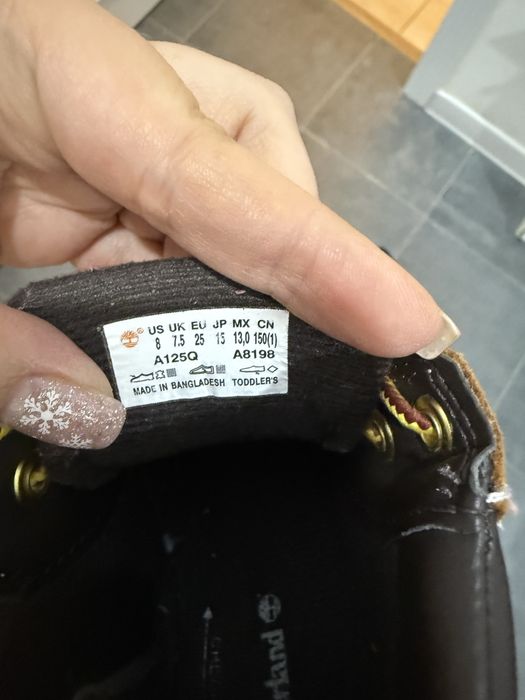 US UK EU JP MX CN
8 7.5 25 15 13,0 150(1)
A125Q A8198
MADE IN BANGLADESH TODDLER'S